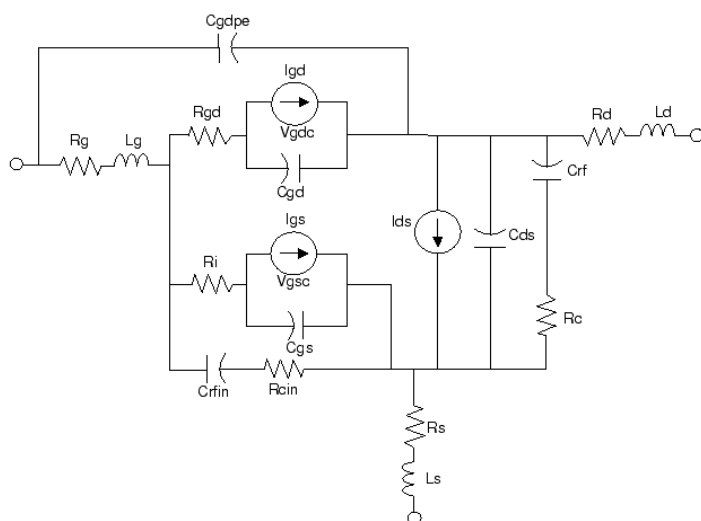 Cgdpe
Igd
Rgd
Vgdc
Cgd
Rg
Lg
Rd
Ld
Crf
Ids
Cds
Igs
Ri
Vgsc
Cgs
Rc
Crfin
Rcin
Rs
Ls